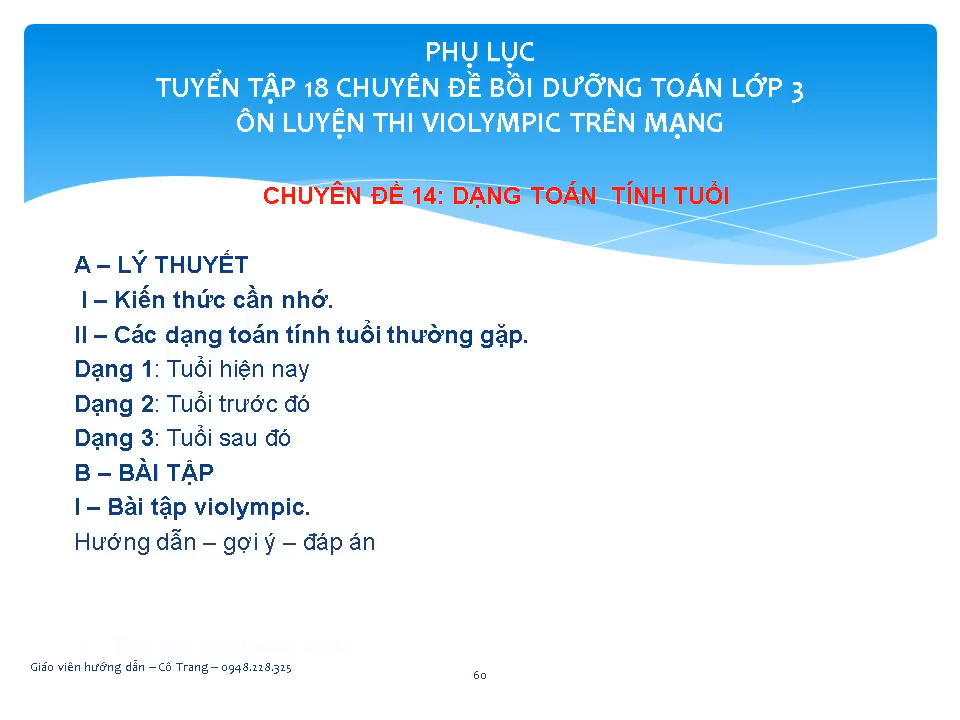 PHỤ LỤC
TUYỂN TẬP 18 CHUYÊN ĐỀ BỒI DƯỠNG TOÁN LỚP 3
ÔN LUYỆN THI VIOLYMPIC TRÊN MẠNG
CHUYÊN ĐỀ 14: DẠNG TOÁN TÍNH TUỔI
A – LÝ THUYẾT
I – Kiến thức cần nhớ.
II – Các dạng toán tính tuổi thường gặp.
Dạng 1: Tuổi hiện nay
Dạng 2: Tuổi trước đó
Dạng 3: Tuổi sau đó
B – BÀI TẬP
I – Bài tập violympic.
Hướng dẫn – gợi ý – đáp án
Giáo viên hướng dẫn – Cô Trang – 0948.228.325
60